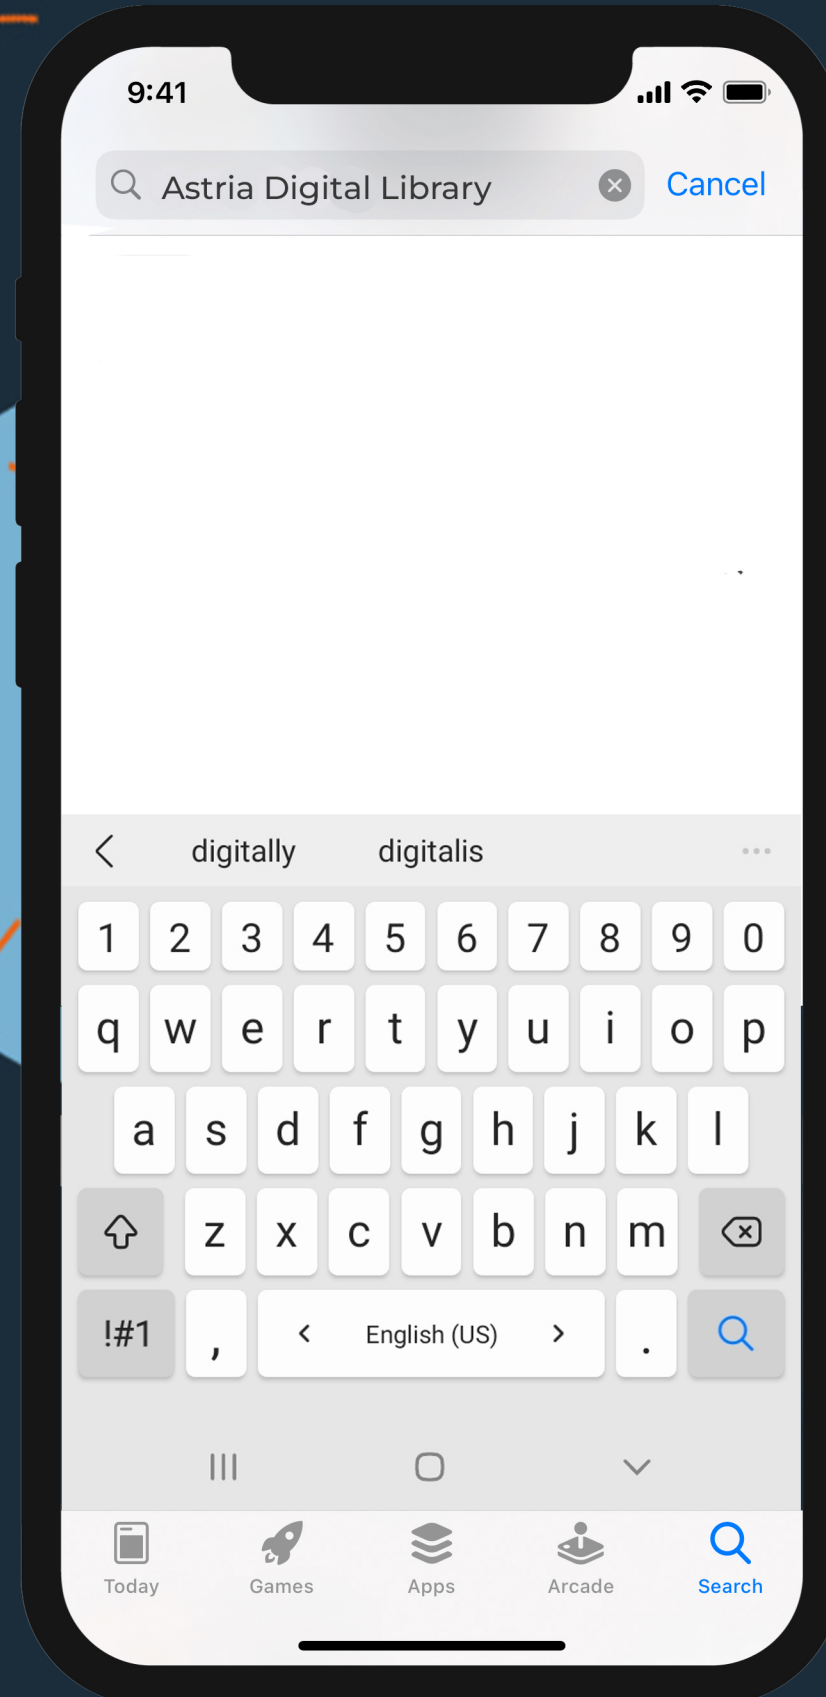 9:41
Astria Digital Library
Cancel
digitally digitalis
1 2 3 4 5 6 7 8 9 0
q w e r t y u i o p
a s d f g h j k l
z x c v b n m
!#1 , < English (US) > .
Today Games Apps Arcade Search